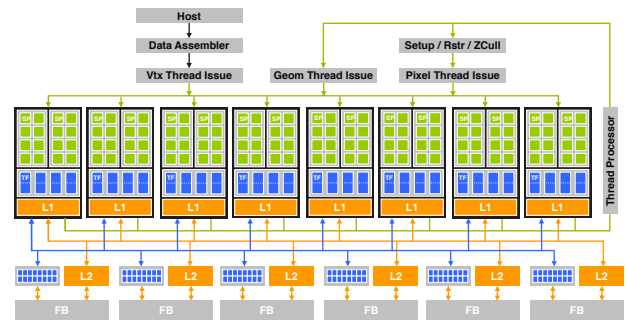 Host
Data Assembler
Setup / Rstr / ZCull
Vtx Thread Issue
Geom Thread Issue
Pixel Thread Issue
SP SP SP SP SP SP SP SP SP SP SP SP SP SP SP SP
TF TF TF TF TF TF TF TF
L1 L1 L1 L1 L1 L1 L1 L1
Thread Processor
L2 L2 L2 L2 L2 L2
FB FB FB FB FB FB